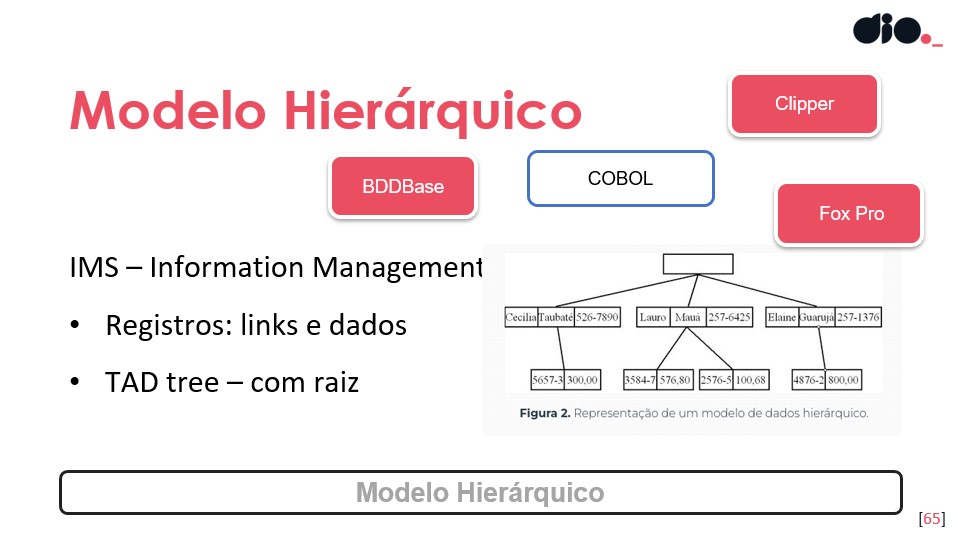 dio._
Modelo Hierárquico
Clipper
BDDBase
COBOL
Fox Pro
IMS – Information Management
• Registros: links e dados
• TAD tree – com raiz
Cecilia Taubaté 526-7890 Lauro Mauá 257-6425 Elaine Guarujá 257-1376
5657-3 300,00 3584-7 576,80 2576-5 100,68 4876-2 800,00
Figura 2. Representação de um modelo de dados hierárquico.
Modelo Hierárquico
[65]